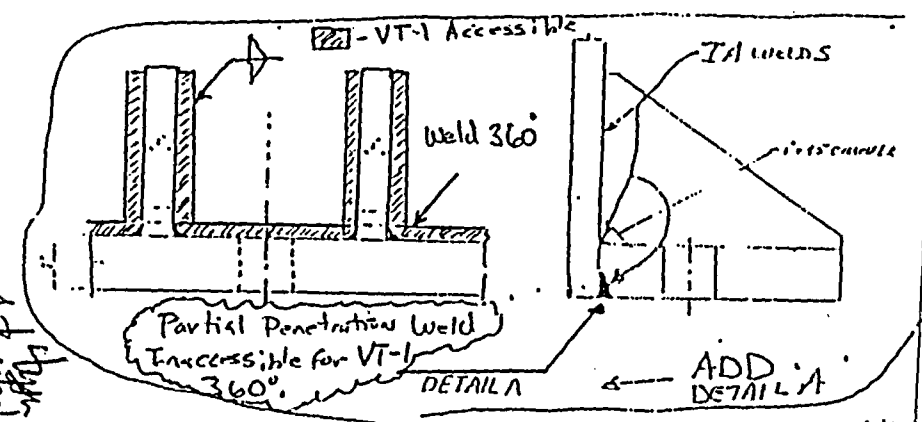 - VT-1 Accessible
IA WELDS
Weld 360°
Partial Penetration Weld
Inaccessible for VT-1
360°.
DETAIL A
ADD
DETAIL A